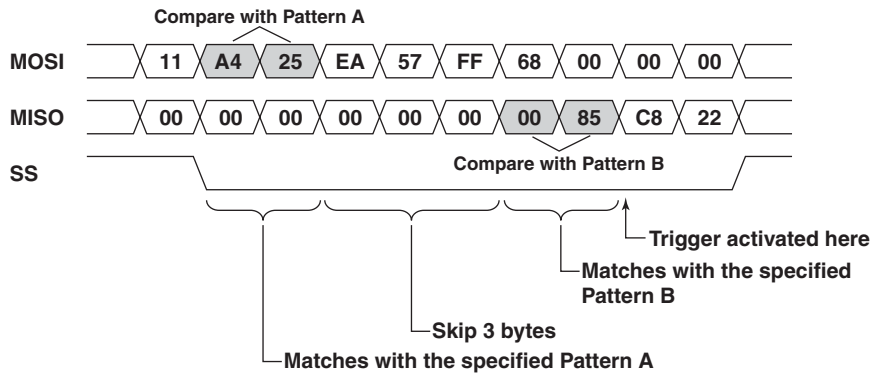 Compare with Pattern A
MOSI 11 A4 25 EA 57 FF 68 00 00 00
MISO 00 00 00 00 00 00 00 85 C8 22
Compare with Pattern B
SS
Trigger activated here
Matches with the specified
Pattern B
Skip 3 bytes
Matches with the specified Pattern A